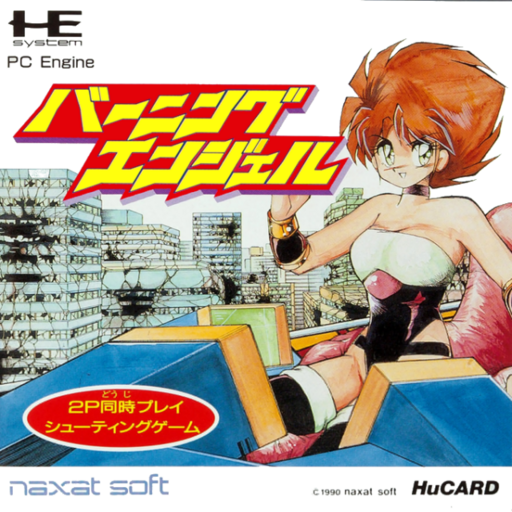 HE
system
PC Engine
バーニング
エンジェル
どう じ
2P同時プレイ
シューティングゲーム
naxat soft
©1990 naxat soft
HuCARD